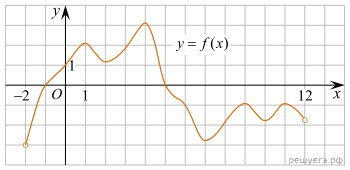 y
y = f(x)
1
−2 O 1 12 x
решуегэ.рф